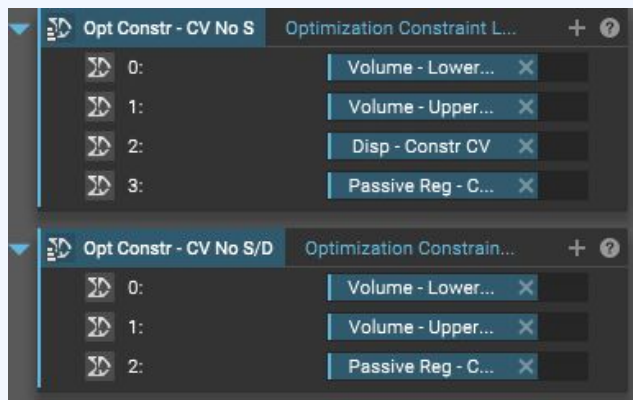 Opt Constr - CV No S Optimization Constraint L... + ?
0: Volume - Lower... ×
1: Volume - Upper... ×
2: Disp - Constr CV ×
3: Passive Reg - C... ×
Opt Constr - CV No S/D Optimization Constrain... + ?
0: Volume - Lower... ×
1: Volume - Upper... ×
2: Passive Reg - C... ×